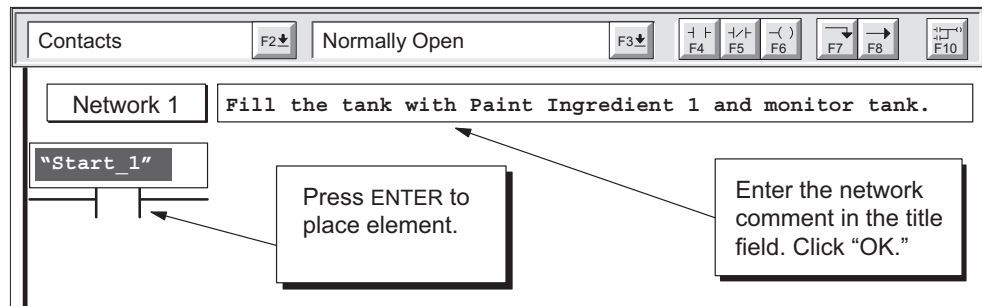 Contacts F2 Normally Open F3 F4 F5 F6 F7 F8 F10
Network 1 Fill the tank with Paint Ingredient 1 and monitor tank.
“Start_1”
Press ENTER to
place element.
Enter the network
comment in the title
field. Click “OK.”